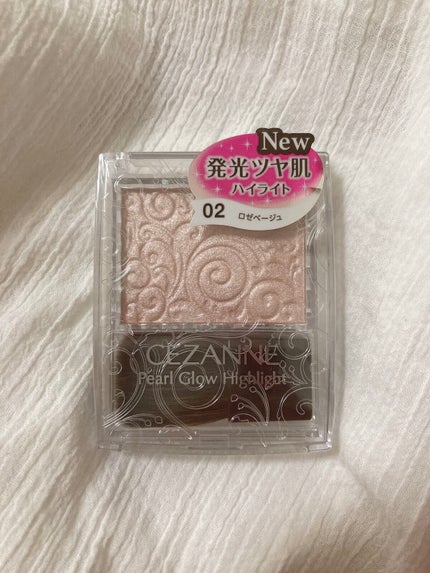 New
発光ツヤ肌
ハイライト
02 ロゼベージュ
CEZANNE
Pearl Glow Highlight